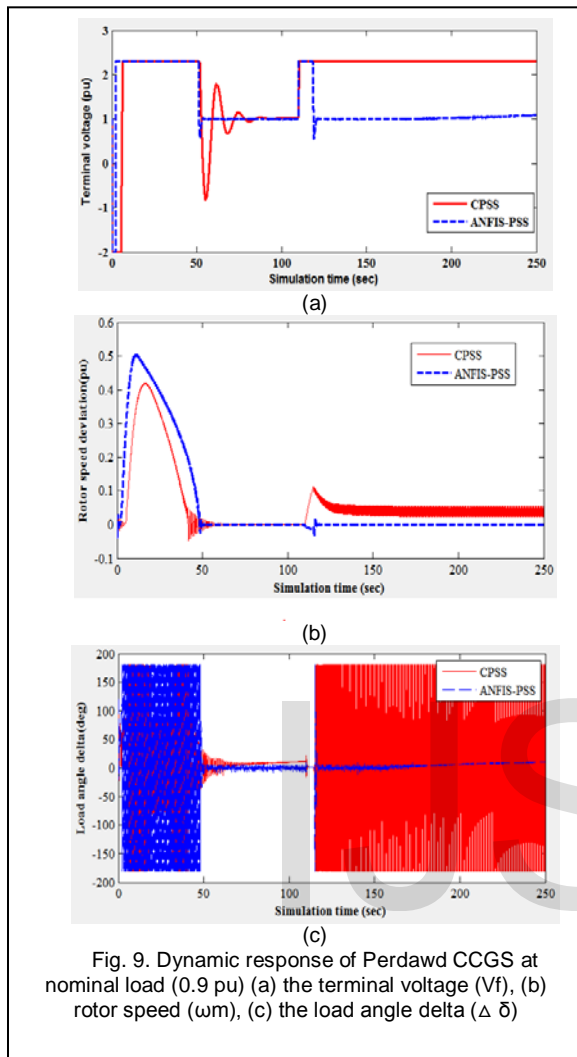 (a)
3
2
1
0
-1
-2
Terminal voltage (pu)
CPSS
ANFIS-PSS
0 50 100 150 200 250
Simulation time (sec)
(a)
0.6
0.5
0.4
0.3
0.2
0.1
0
-0.1
Rotor speed deviation(pu)
CPSS
ANFIS-PSS
0 50 100 150 200 250
Simulation time (sec)
(b)
200
150
100
50
0
-50
-100
-150
-200
Load angle delta(deg)
CPSS
ANFIS-PSS
0 50 100 150 200 250
Simulation time (sec)
(c)
Fig. 9. Dynamic response of Perdawd CCGS at
nominal load (0.9 pu) (a) the terminal voltage (Vf), (b)
rotor speed (ωm), (c) the load angle delta (△ δ)
IJS